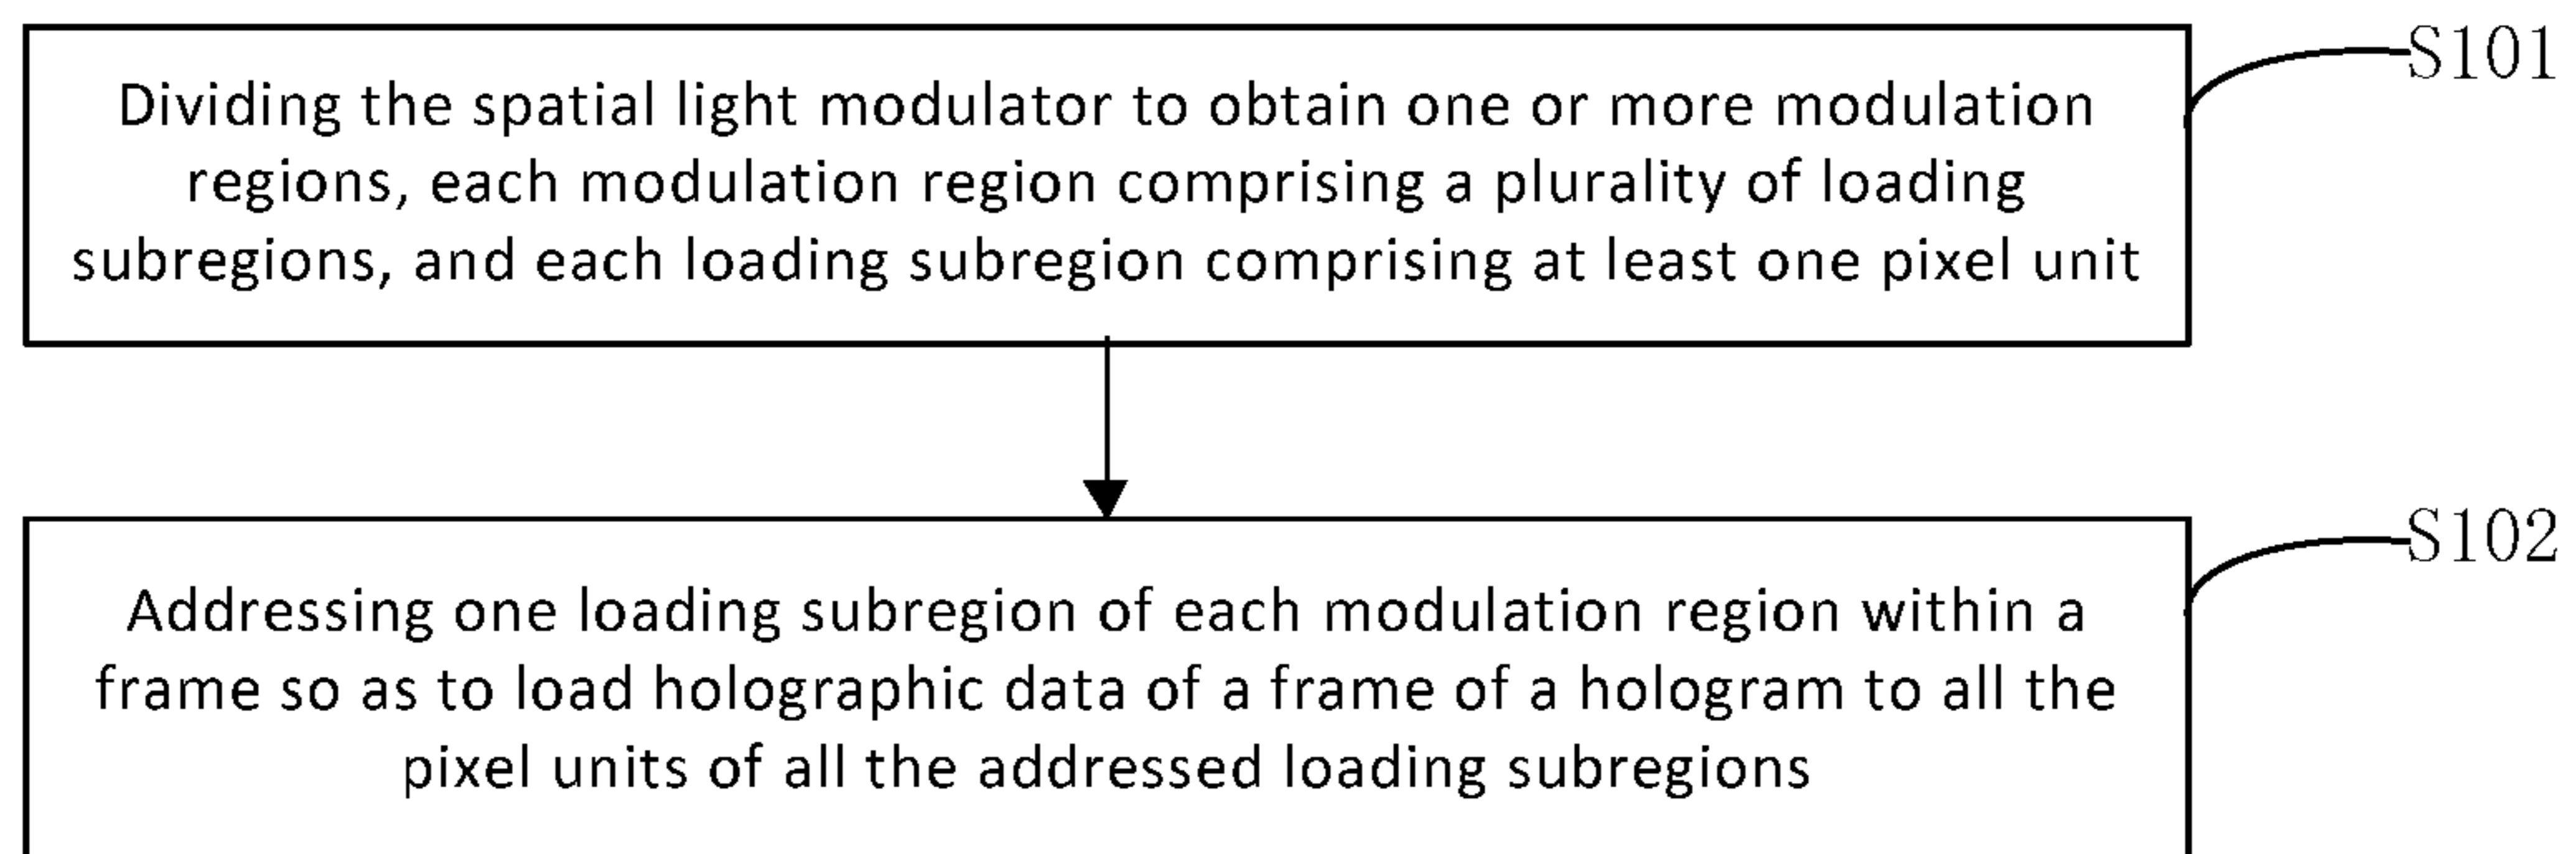 S101
Dividing the spatial light modulator to obtain one or more modulation
regions, each modulation region comprising a plurality of loading
subregions, and each loading subregion comprising at least one pixel unit
S102
Addressing one loading subregion of each modulation region within a
frame so as to load holographic data of a frame of a hologram to all the
pixel units of all the addressed loading subregions